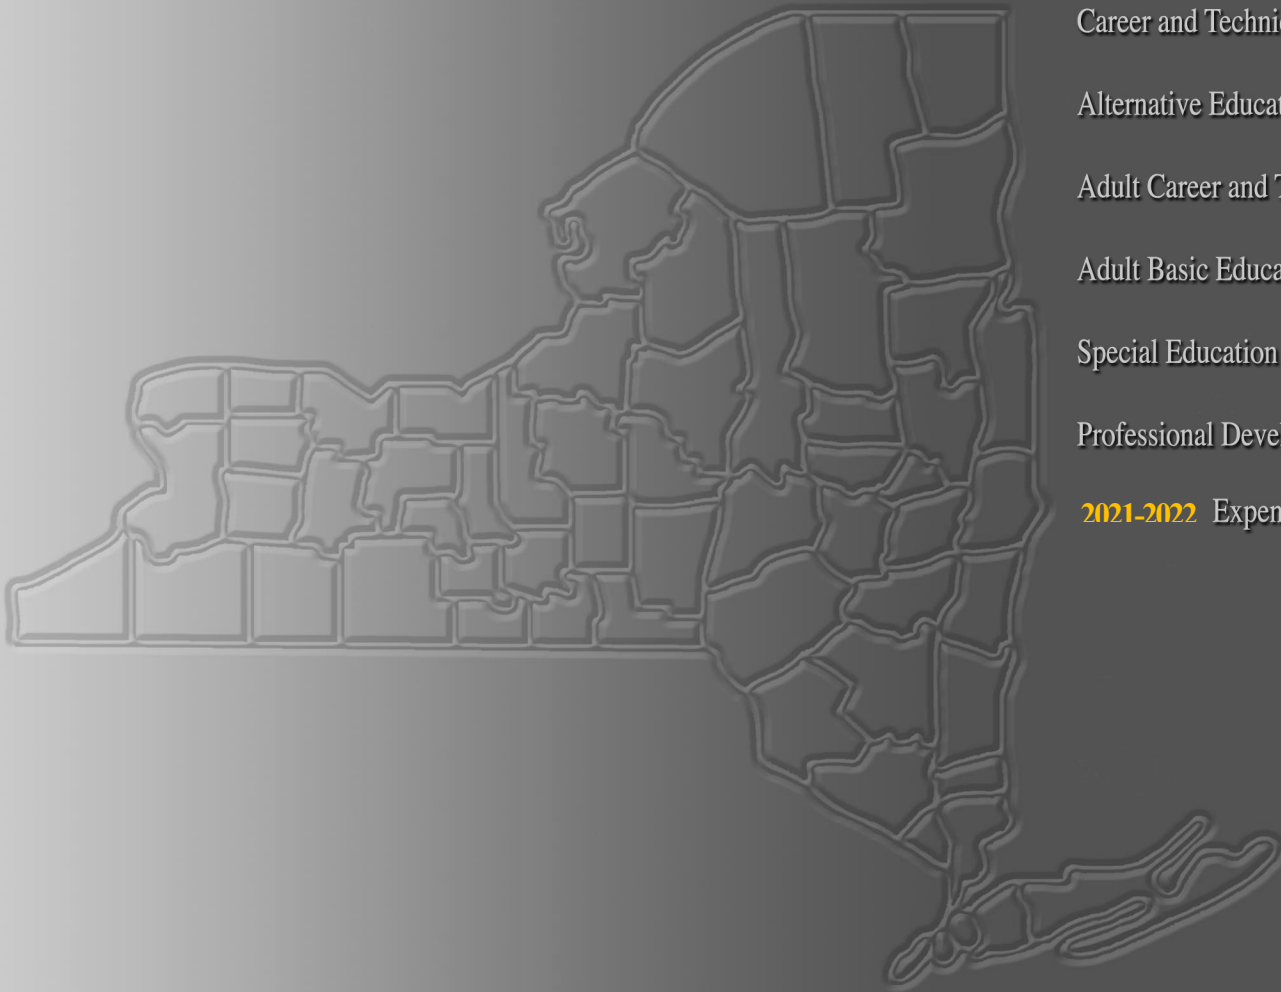 Career and Techni
Alternative Educat
Adult Career and T
Adult Basic Educa
Special Education
Professional Deve
2021-2022 Expen